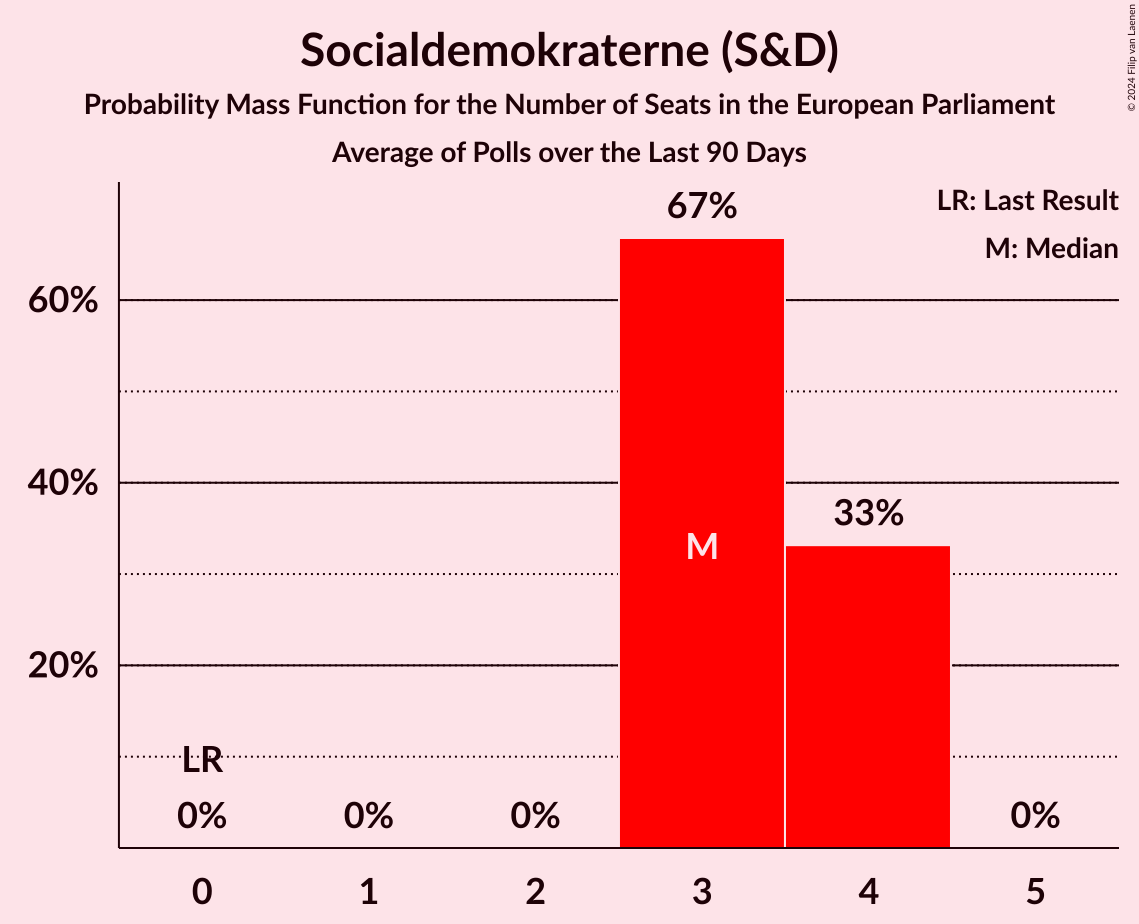 Socialdemokraterne (S&D)
Probability Mass Function for the Number of Seats in the European Parliament
Average of Polls over the Last 90 Days
© 2024 Filip van Laenen
LR: Last Result
M: Median
67%
60%
40%
33%
M
20%
LR
0%
0%
0%
0%
0
1
2
3
4
5